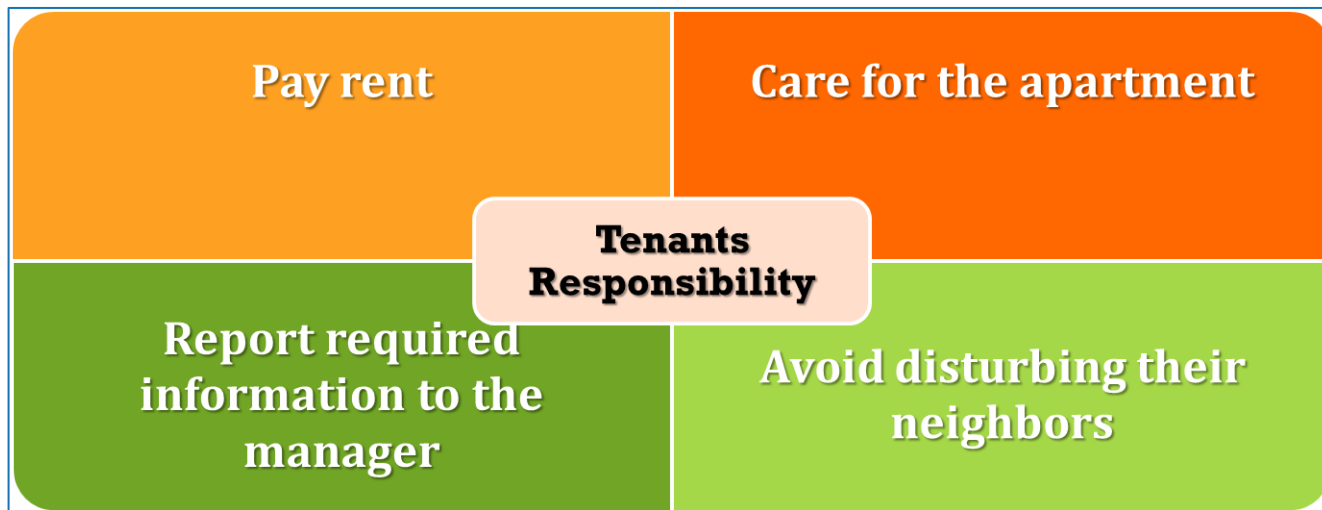 Pay rent
Care for the apartment
Tenants
Responsibility
Report required
information to the
manager
Avoid disturbing their
neighbors